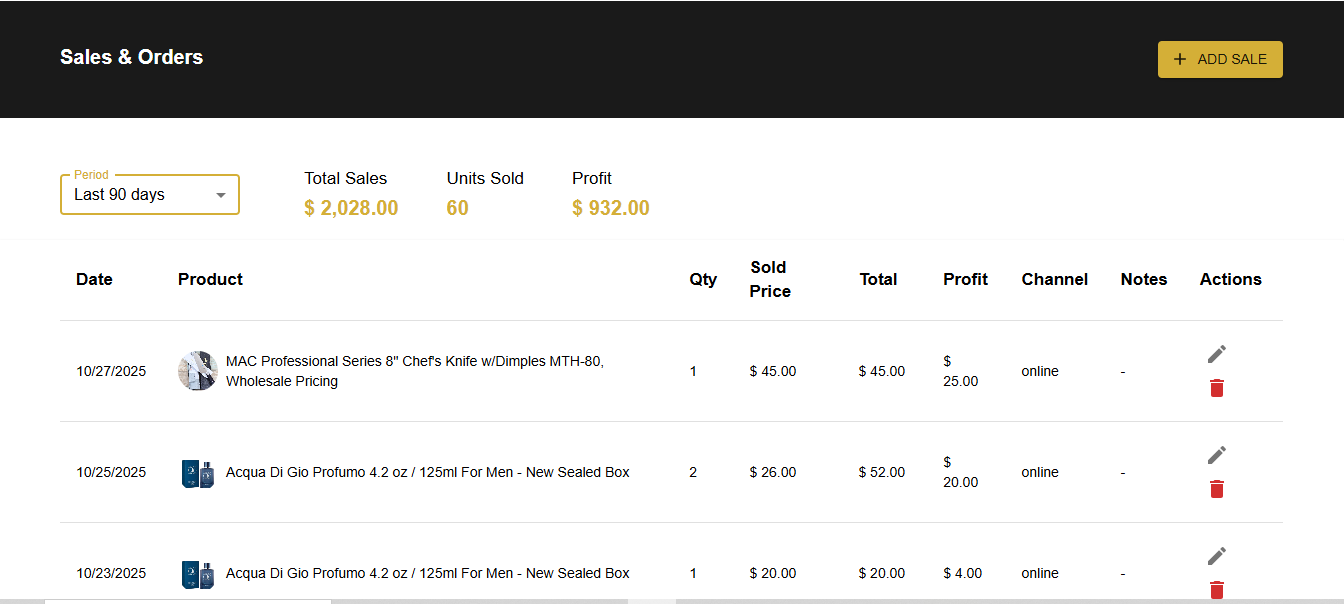 Sales & Orders
+ ADD SALE
Period
Last 90 days
Total Sales
$ 2,028.00
Units Sold
60
Profit
$ 932.00
Date Product Qty Sold Price Total Profit Channel Notes Actions
10/27/2025 MAC Professional Series 8" Chef's Knife w/Dimples MTH-80, Wholesale Pricing 1 $ 45.00 $ 45.00 $ 25.00 online -
10/25/2025 Acqua Di Gio Profumo 4.2 oz / 125ml For Men - New Sealed Box 2 $ 26.00 $ 52.00 $ 20.00 online -
10/23/2025 Acqua Di Gio Profumo 4.2 oz / 125ml For Men - New Sealed Box 1 $ 20.00 $ 20.00 $ 4.00 online -